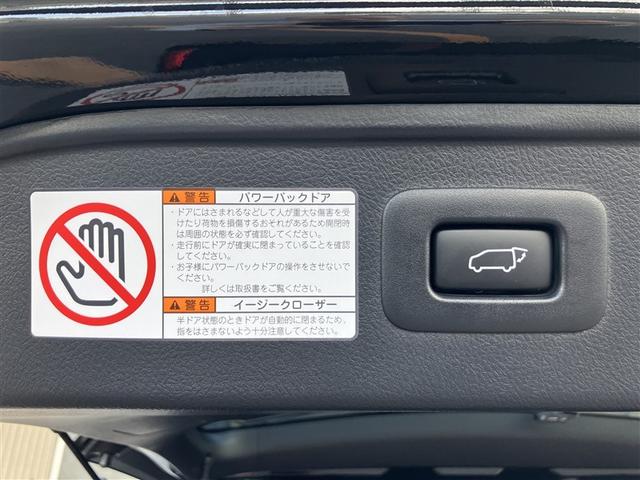 警告 パワーバックドア
・ドアにはさまれるなどして人が重大な傷害を受
けたり荷物を損傷するおそれがあるため開閉時
は周囲の状態を必ず確認してください。
・走行前にドアが確実に閉まっていることを確認
してください。
・お子様にパワーバックドアの操作をさせないで
ください。
詳しくは取扱書をご覧ください。
警告 イージークローザー
半ドア状態のときドアが自動的に閉まるため、
指をはさまないよう十分注意してください。